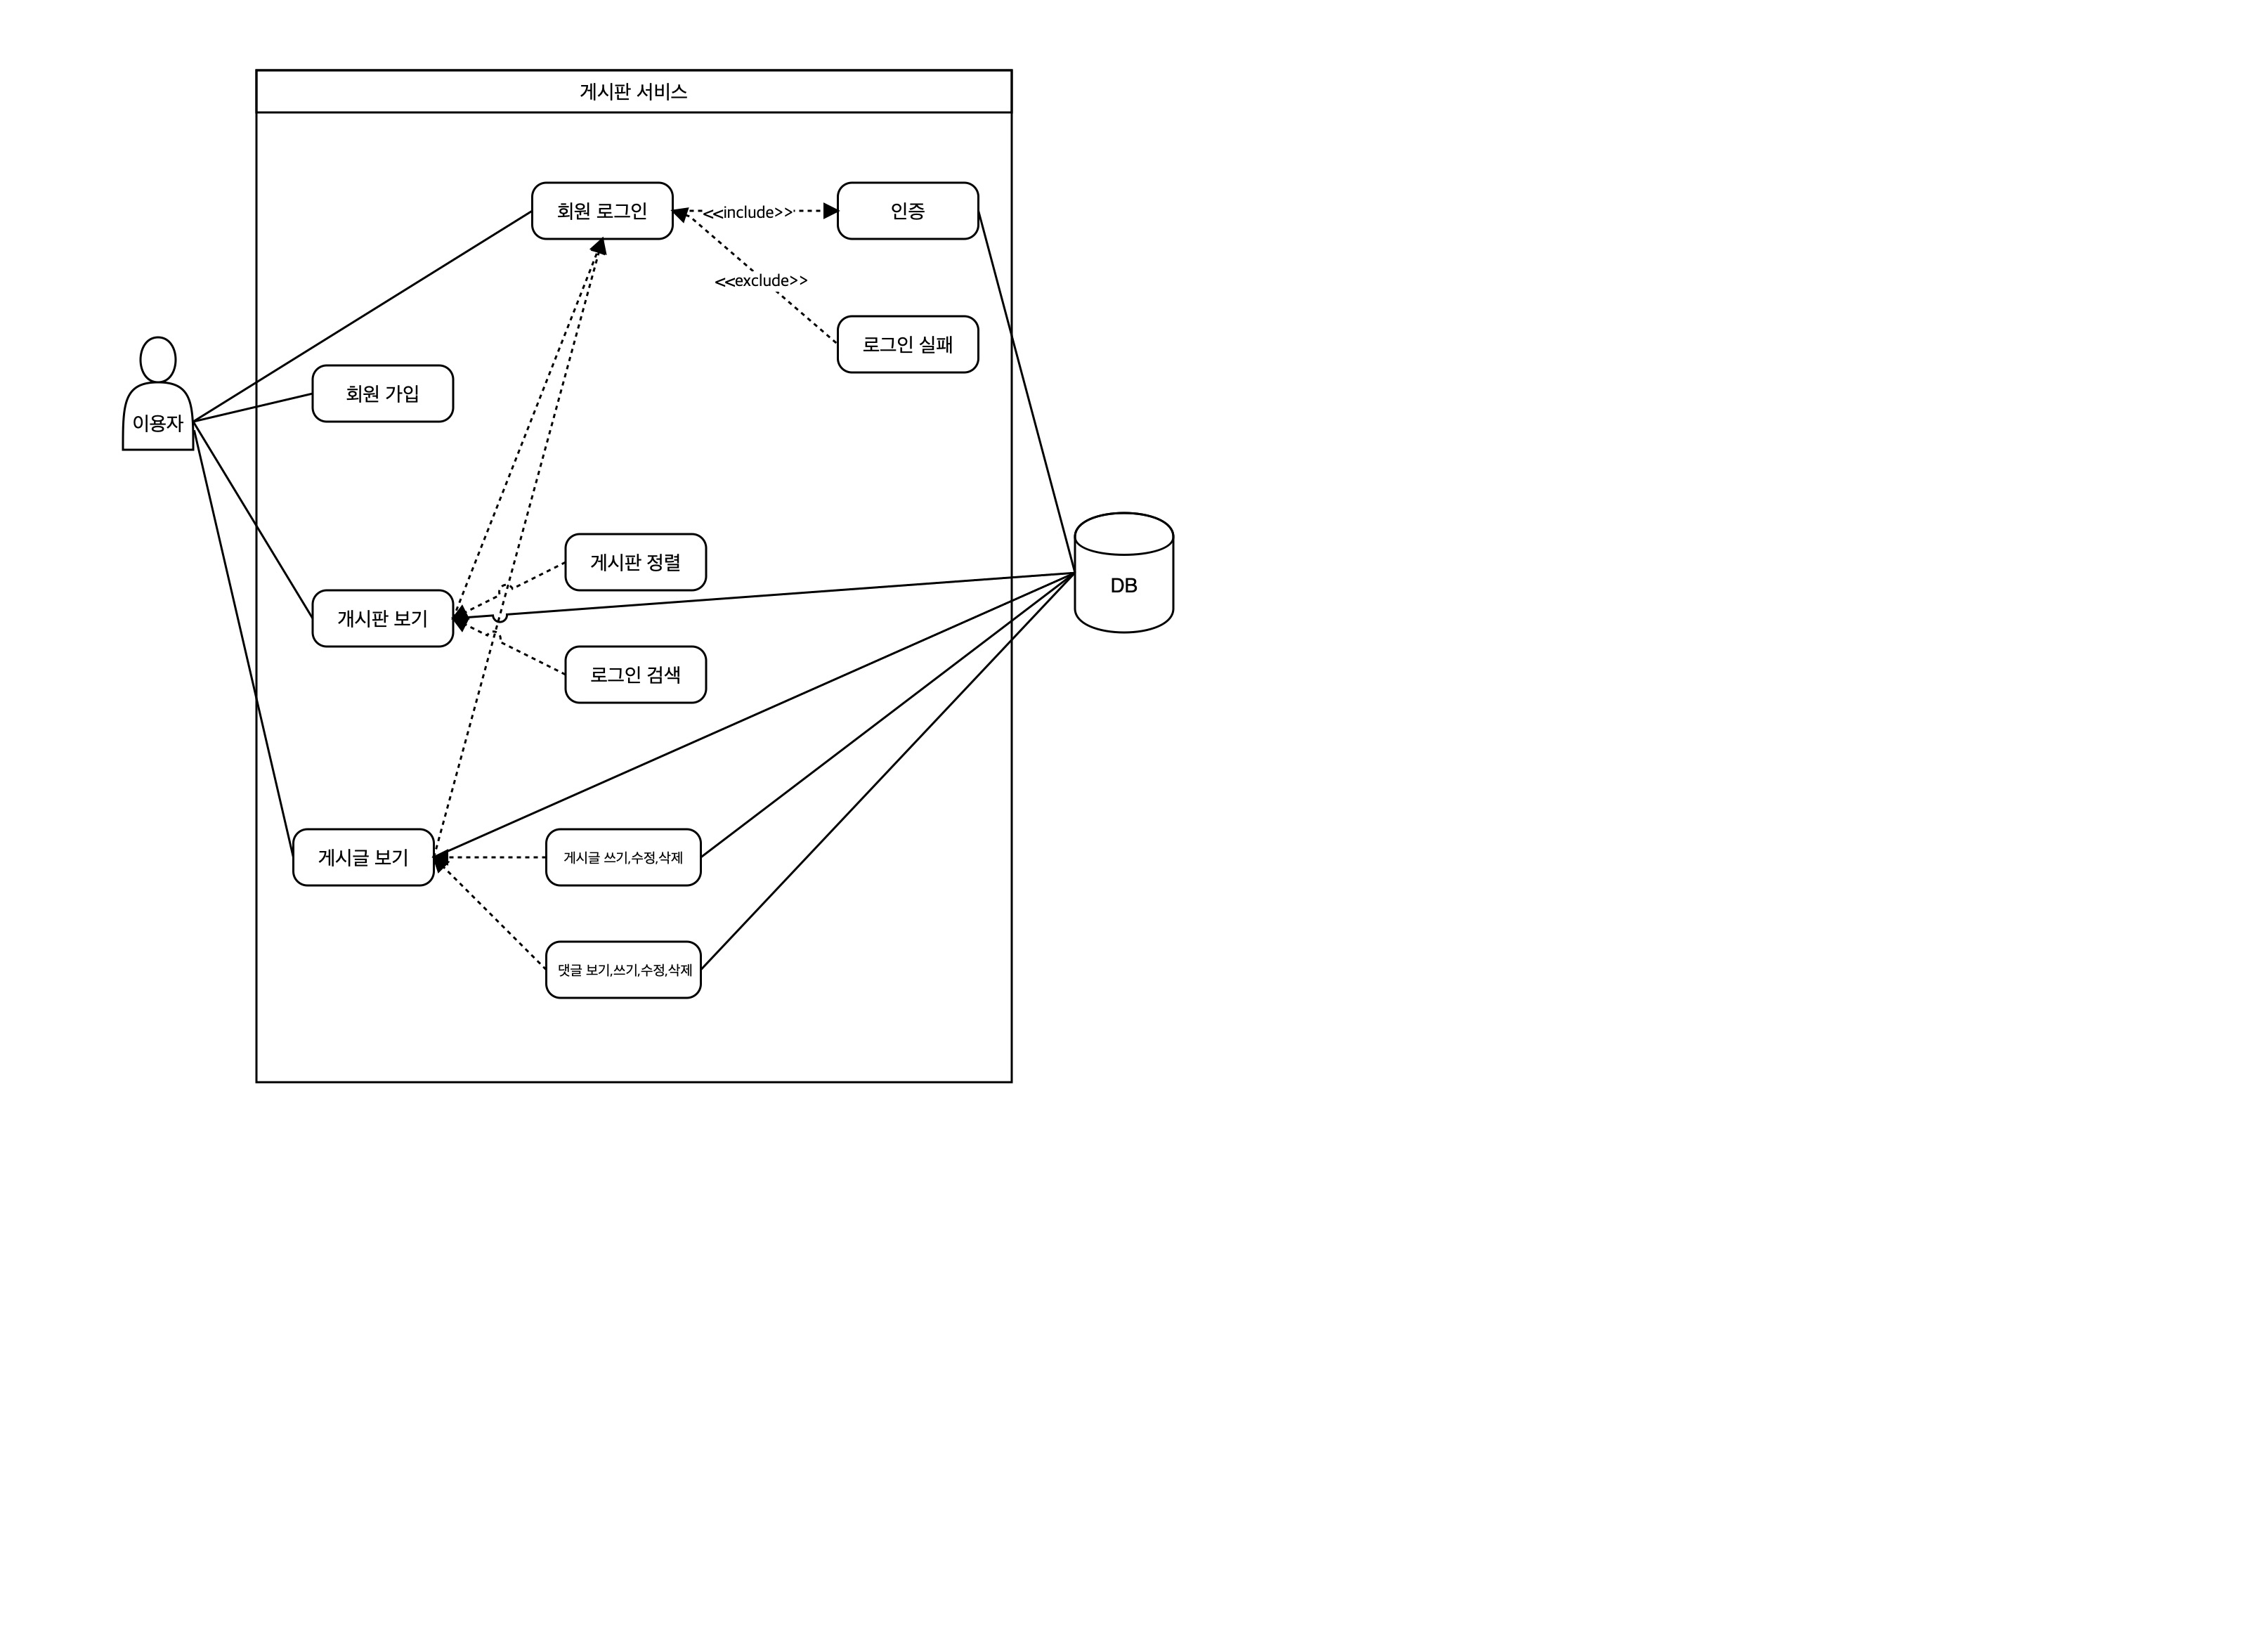 게시판 서비스
회원 로그인
<<include>>
인증
<<exclude>>
로그인 실패
회원 가입
이용자
게시판 정렬
걔시판 보기
DB
로그인 검색
게시글 보기
게시글 쓰기,수정,삭제
댓글 보기,쓰기,수정,삭제